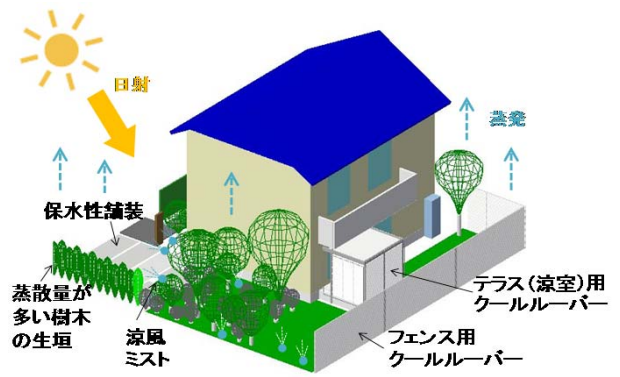 日射
蒸発
保水性舗装
蒸散量が
多い樹木
の生垣
涼風
ミスト
テラス(涼室)用
クールルーバー
フェンス用
クールルーバー